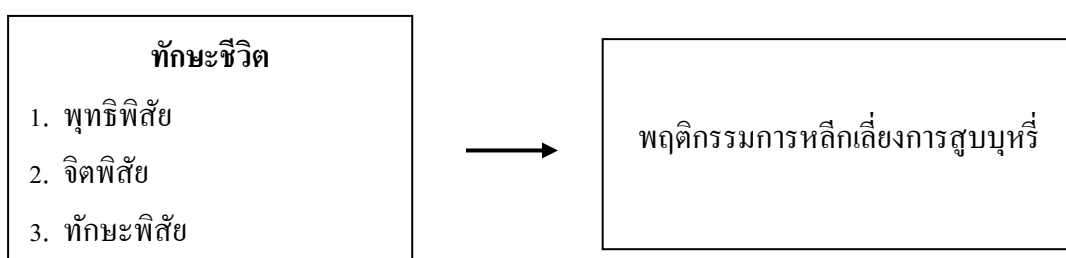 ทักษะชีวิต
1. พุทธิพิสัย
2. จิตพิสัย
3. ทักษะพิสัย
พฤติกรรมการหลีกเลี่ยงการสูบบุหรี่